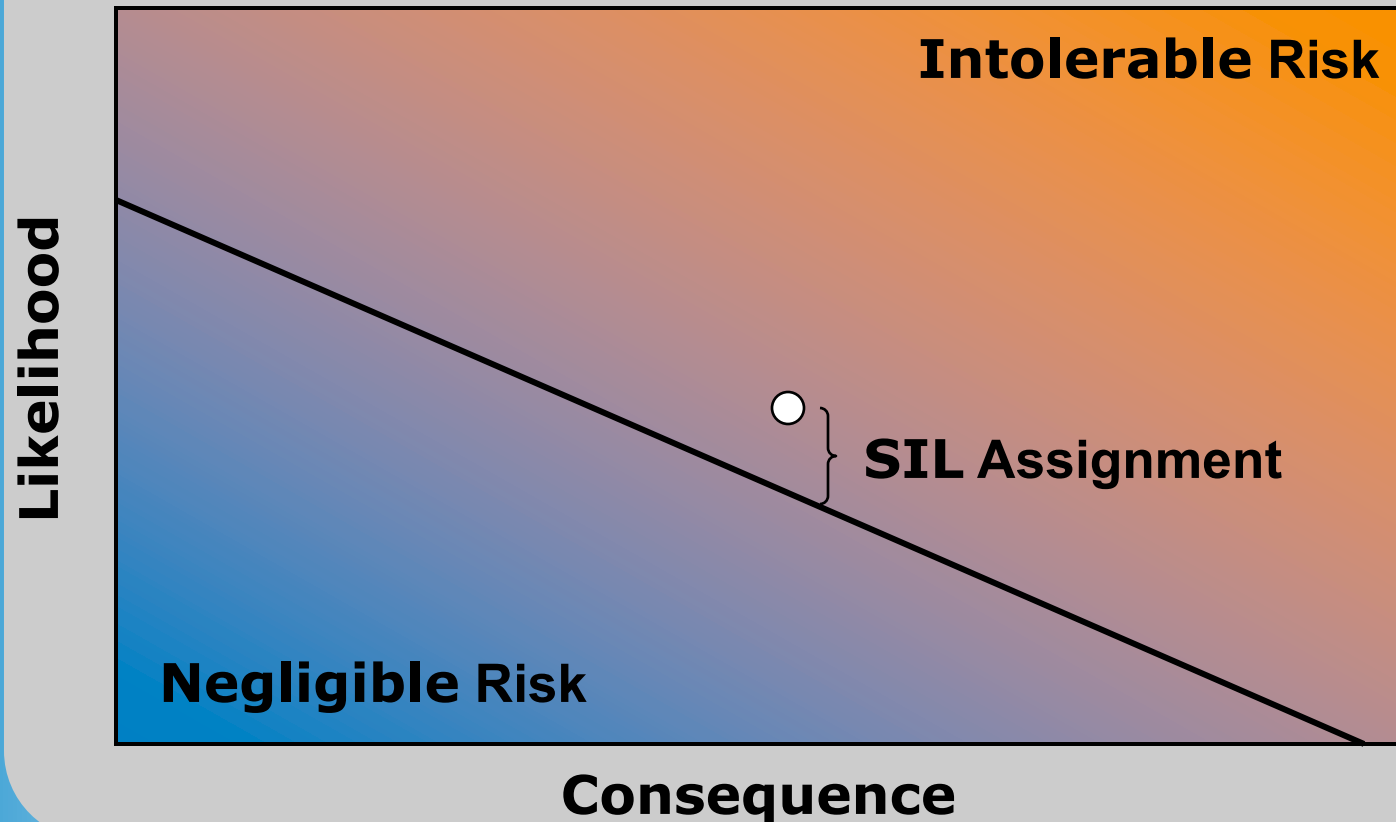 Intolerable Risk
Likelihood
SIL Assignment
Negligible Risk
Consequence